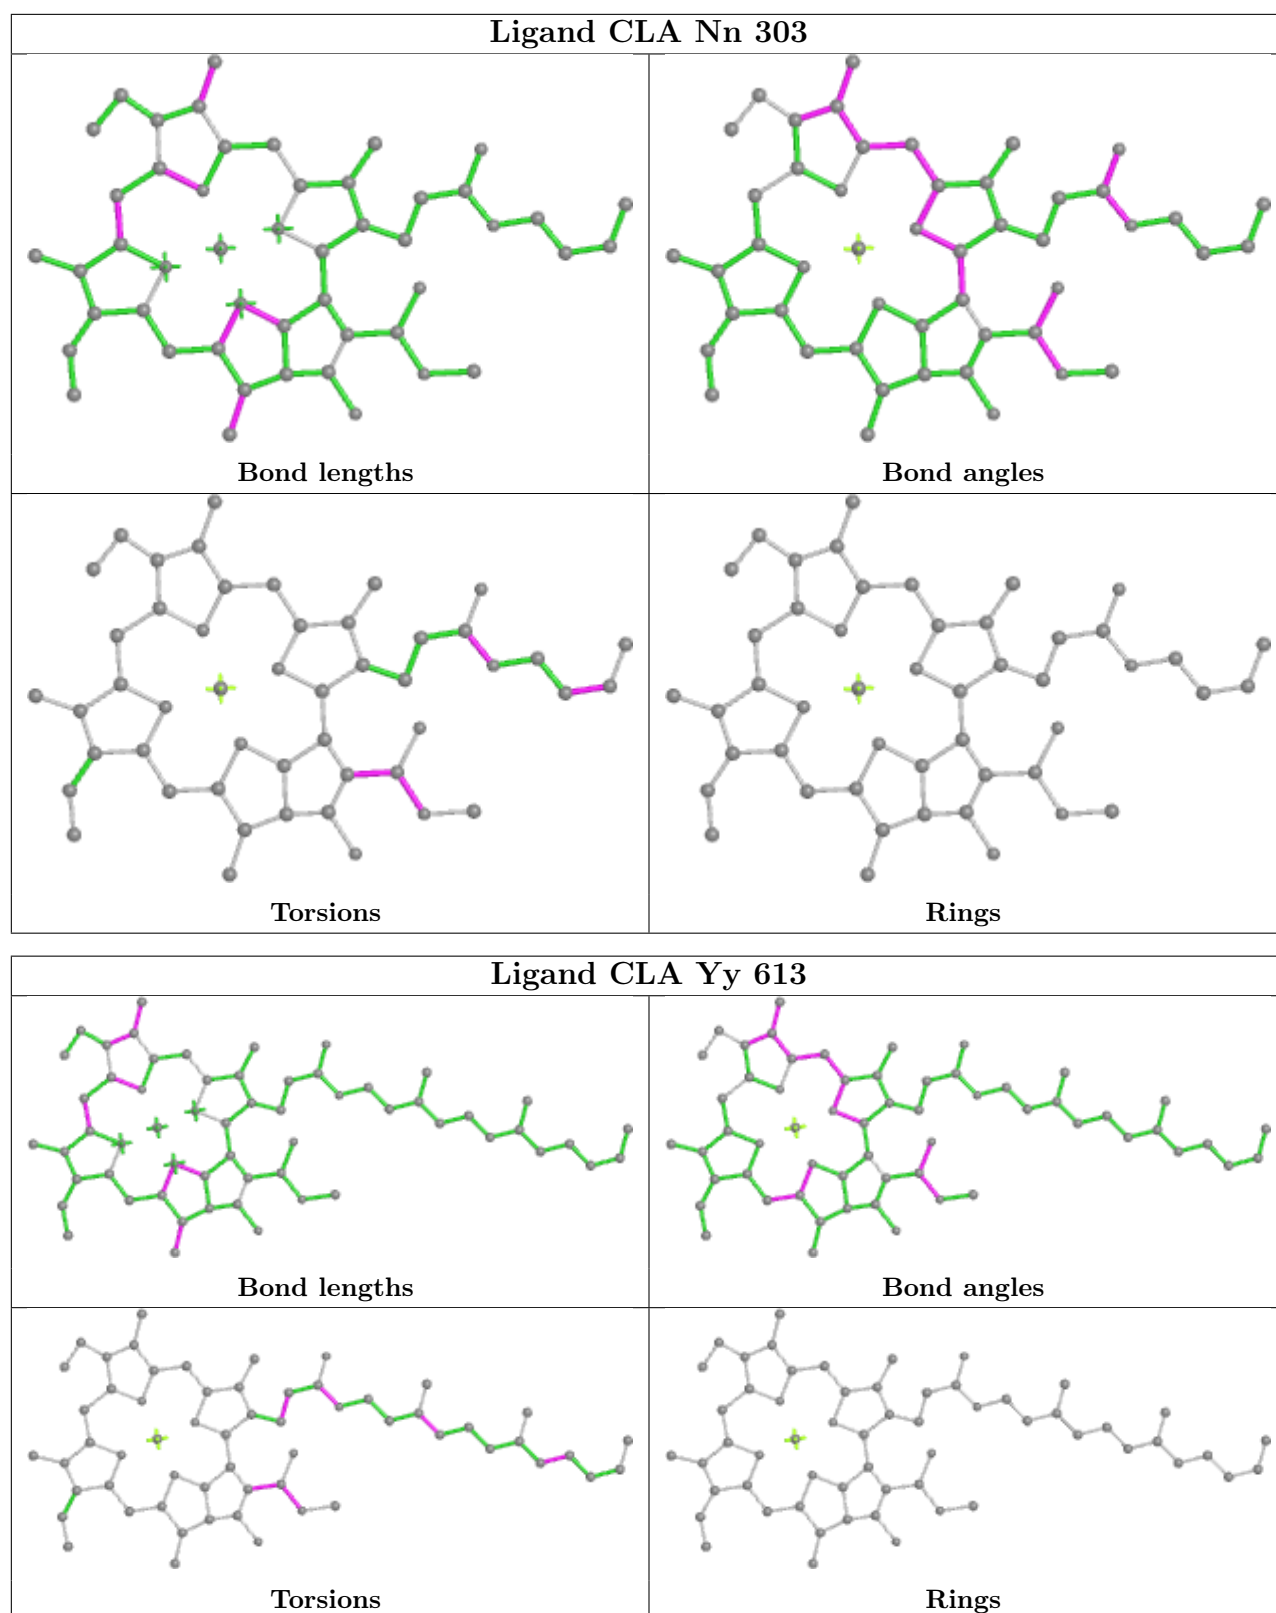 Ligand CLA Nn 303
Bond lengths
Bond angles
Torsions
Rings
Ligand CLA Yy 613
Bond lengths
Bond angles
Torsions
Rings